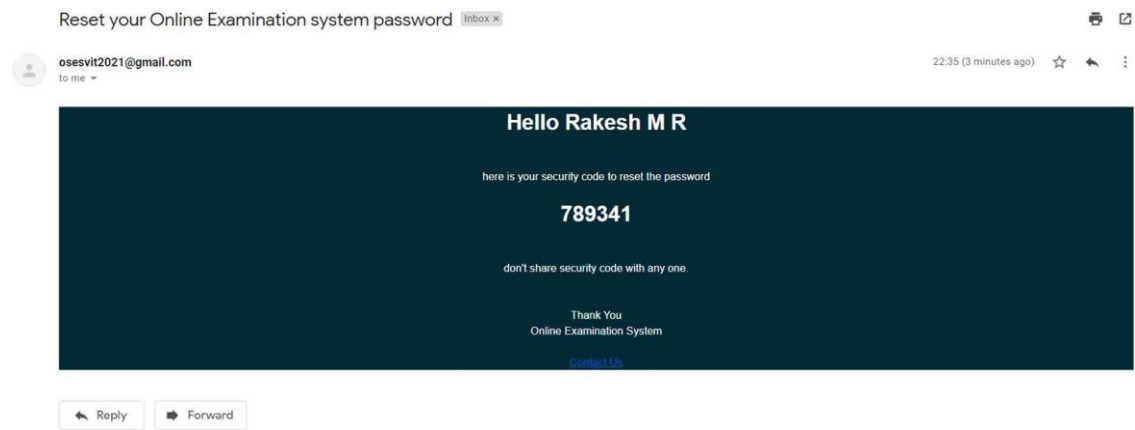 Reset your Online Examination system password Inbox ×
osesvit2021@gmail.com 22:35 (3 minutes ago)
to me
Hello Rakesh M R
here is your security code to reset the password
789341
don't share security code with any one.
Thank You
Online Examination System
Contact Us
Reply Forward